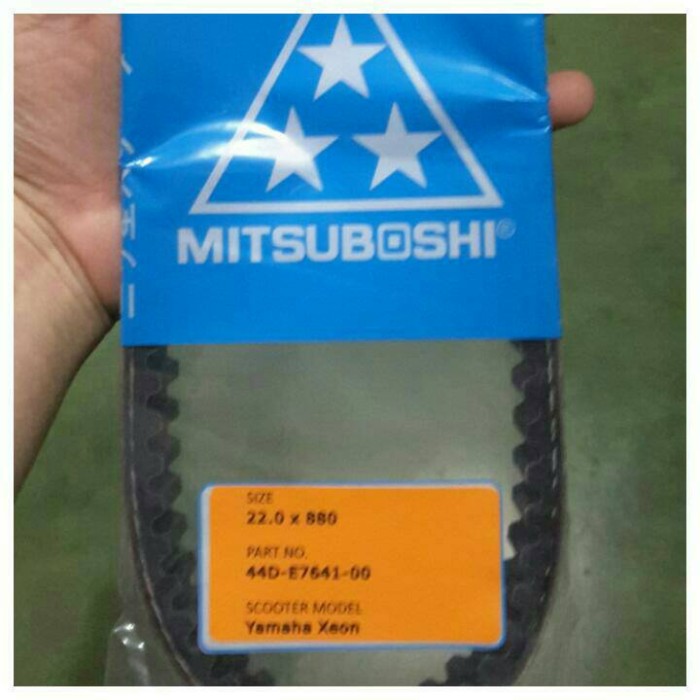 MITSUBOSHI®
SIZE
22.0 x 880
PART NO.
44D-E7641-00
SCOOTER MODEL
Yamaha Xeon